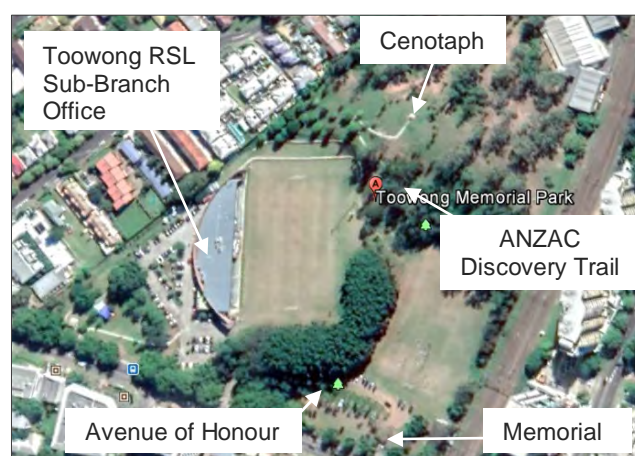 Toowong RSL
Sub-Branch
Office
Cenotaph
A
Toowong Memorial Park
ANZAC
Discovery Trail
Avenue of Honour
Memorial